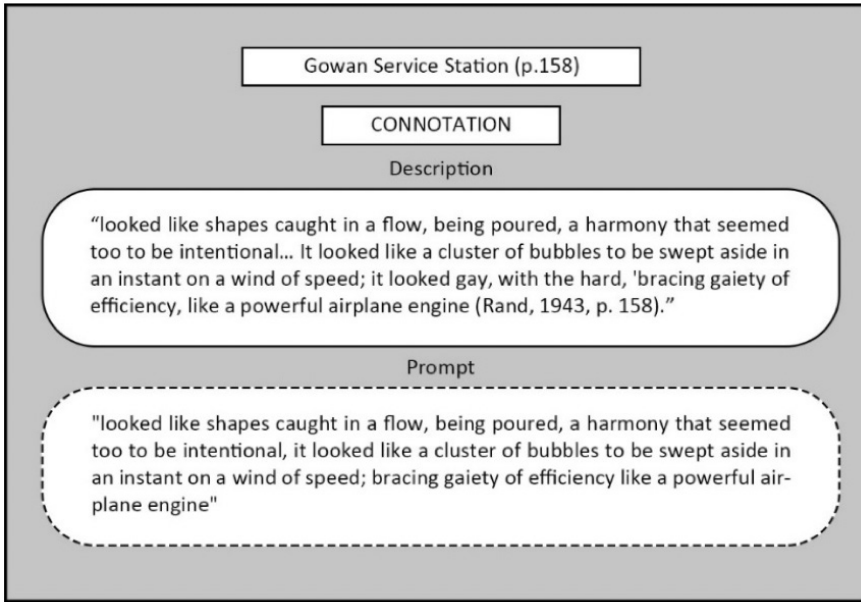 Gowan Service Station (p.158)
CONNOTATION
Description
“looked like shapes caught in a flow, being poured, a harmony that seemed
too to be intentional... It looked like a cluster of bubbles to be swept aside in
an instant on a wind of speed; it looked gay, with the hard, 'bracing gaiety of
efficiency, like a powerful airplane engine (Rand, 1943, p. 158).”
Prompt
"looked like shapes caught in a flow, being poured, a harmony that seemed
too to be intentional, it looked like a cluster of bubbles to be swept aside in
an instant on a wind of speed; bracing gaiety of efficiency like a powerful air-
plane engine"